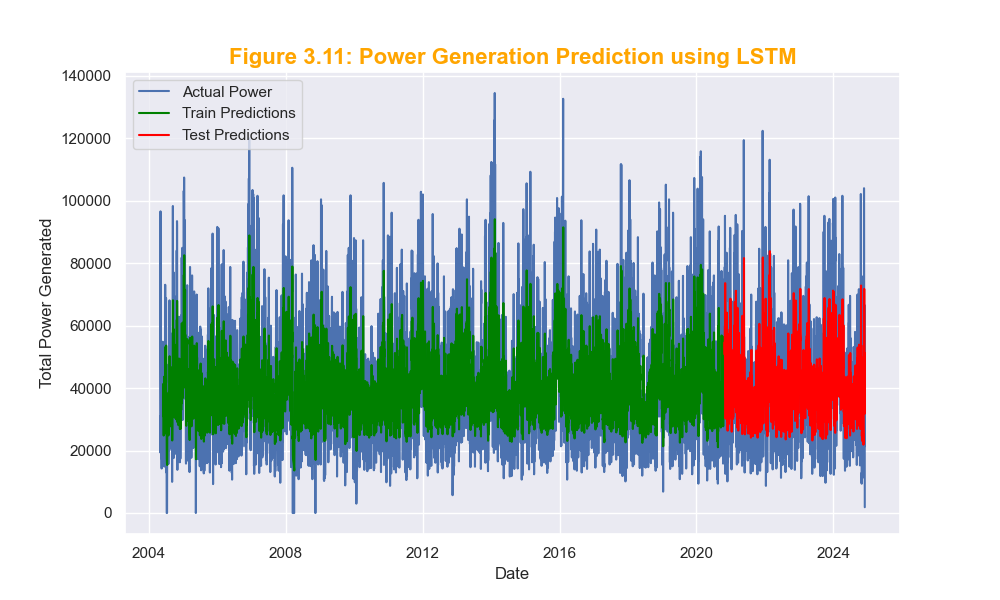 Figure 3.11: Power Generation Prediction using LSTM
Actual Power
Train Predictions
Test Predictions
Total Power Generated
140000
120000
100000
80000
60000
40000
20000
0
2004
2008
2012
2016
2020
2024
Date